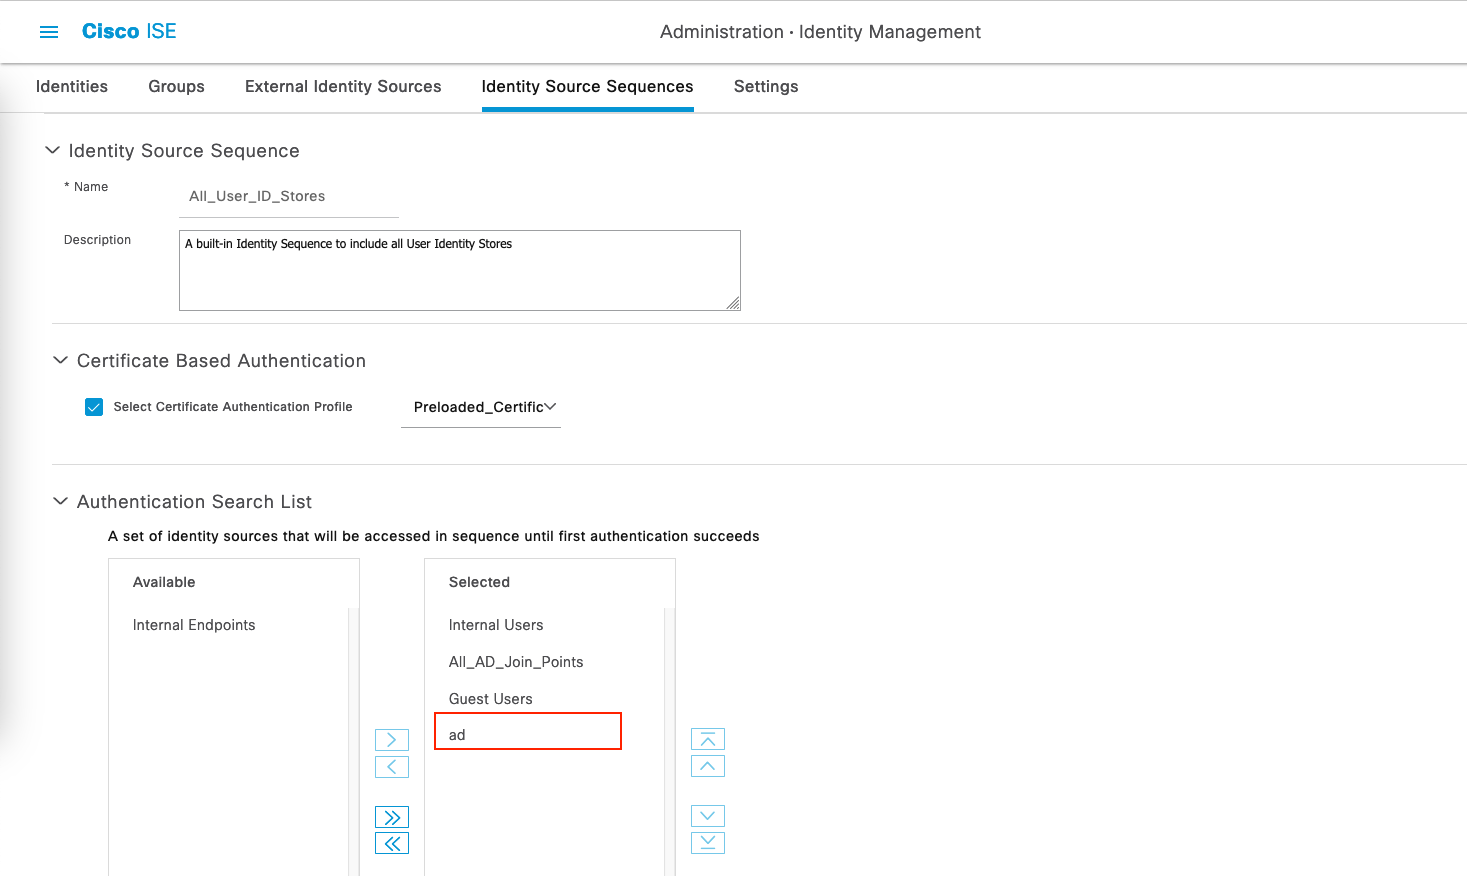 Cisco ISE
Administration · Identity Management
Identities Groups External Identity Sources Identity Source Sequences Settings
Identity Source Sequence
* Name
All_User_ID_Stores
Description
A built-in Identity Sequence to include all User Identity Stores
Certificate Based Authentication
Select Certificate Authentication Profile
Preloaded_Certific
Authentication Search List
A set of identity sources that will be accessed in sequence until first authentication succeeds
Available
Internal Endpoints
Selected
Internal Users
All_AD_Join_Points
Guest Users
ad